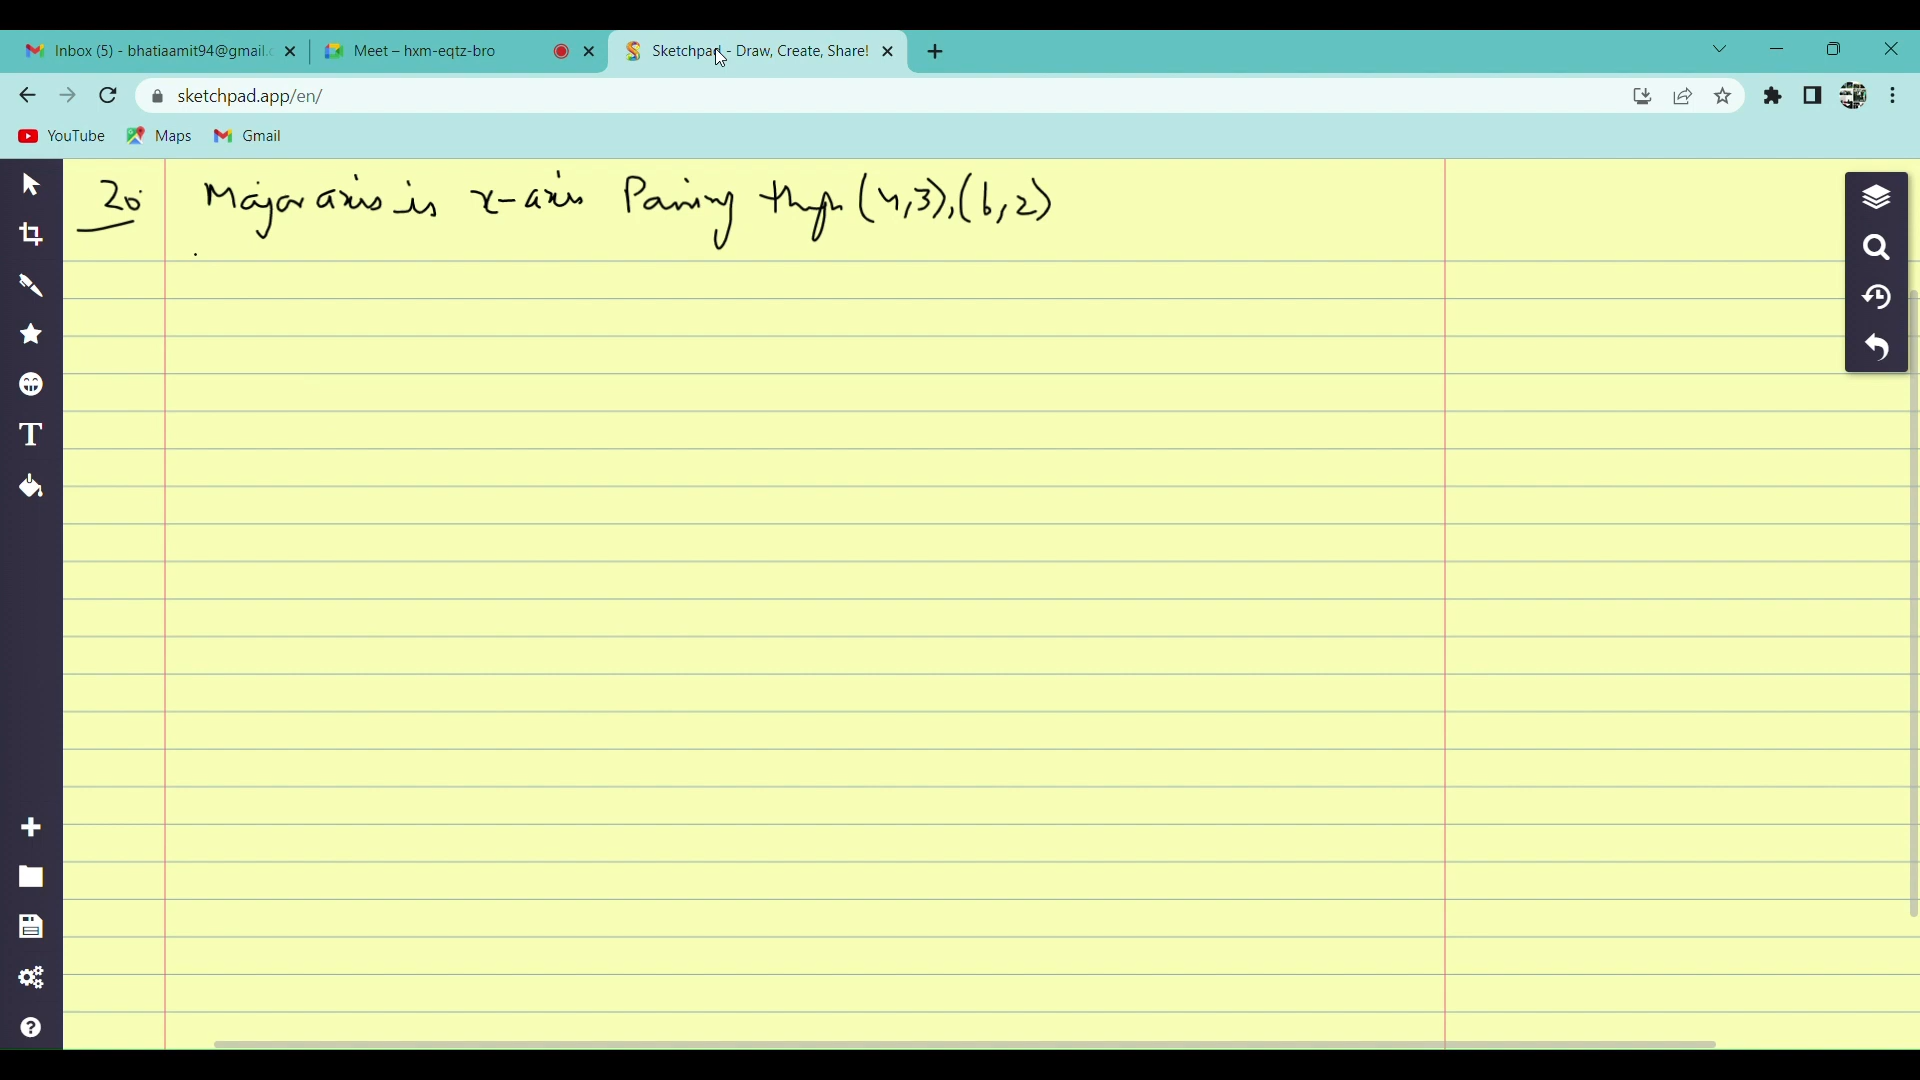 Inbox (5) - bhatiaamit94@gmail.c
Meet – hxm-eqtz-bro
Sketchpad - Draw, Create, Share!
sketchpad.app/en/
YouTube
Maps
Gmail
20 Major axis is x-axis Passing through (4,3),(6,2)